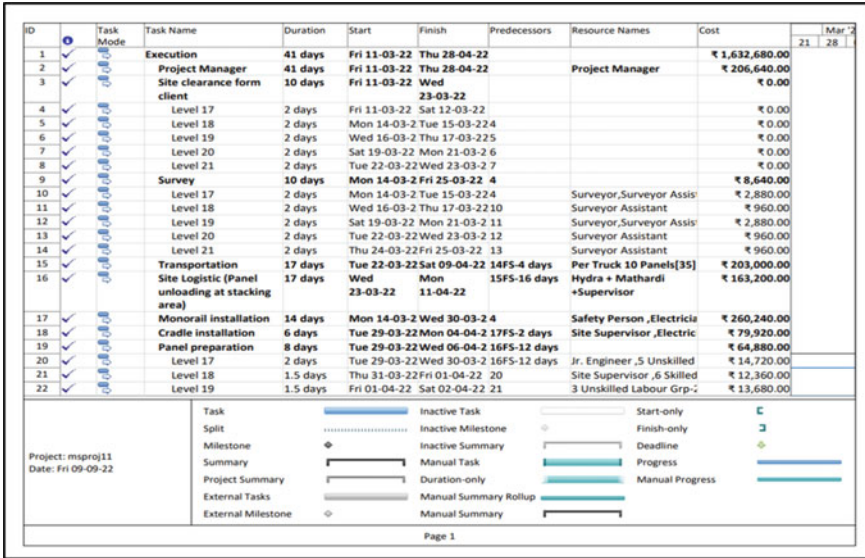 ID Task Mode Task Name Duration Start Finish Predecessors Resource Names Cost Mar '2
21 28
1 Execution 41 days Fri 11-03-22 Thu 28-04-22 ₹ 1,632,680.00
2 Project Manager 41 days Fri 11-03-22 Thu 28-04-22 Project Manager ₹ 206,640.00
3 Site clearance form client 10 days Fri 11-03-22 Wed 23-03-22 ₹ 0.00
4 Level 17 2 days Fri 11-03-22 Sat 12-03-22 ₹ 0.00
5 Level 18 2 days Mon 14-03-2 Tue 15-03-22 4 ₹ 0.00
6 Level 19 2 days Wed 16-03-2 Thu 17-03-22 5 ₹ 0.00
7 Level 20 2 days Sat 19-03-22 Mon 21-03-2 6 ₹ 0.00
8 Level 21 2 days Tue 22-03-22 Wed 23-03-2 7 ₹ 0.00
9 Survey 10 days Mon 14-03-2 Fri 25-03-22 4 ₹ 8,640.00
10 Level 17 2 days Mon 14-03-2 Tue 15-03-22 4 Surveyor,Surveyor Assist ₹ 2,880.00
11 Level 18 2 days Wed 16-03-2 Thu 17-03-22 10 Surveyor Assistant ₹ 960.00
12 Level 19 2 days Sat 19-03-22 Mon 21-03-2 11 Surveyor,Surveyor Assist ₹ 2,880.00
13 Level 20 2 days Tue 22-03-22 Wed 23-03-2 12 Surveyor Assistant ₹ 960.00
14 Level 21 2 days Thu 24-03-22 Fri 25-03-22 13 Surveyor Assistant ₹ 960.00
15 Transportation 17 days Tue 22-03-22 Sat 09-04-22 14FS-4 days Per Truck 10 Panels[35] ₹ 203,000.00
16 Site Logistic (Panel unloading at stacking area) 17 days Wed 23-03-22 Mon 11-04-22 15FS-16 days Hydra + Mathardi +Supervisor ₹ 163,200.00
17 Monorail installation 14 days Mon 14-03-2 Wed 30-03-2 4 Safety Person ,Electricia ₹ 260,240.00
18 Cradle installation 6 days Tue 29-03-22 Mon 04-04-2 17FS-2 days Site Supervisor ,Electric ₹ 79,920.00
19 Panel preparation 8 days Tue 29-03-22 Wed 06-04-2 16FS-12 days ₹ 64,880.00
20 Level 17 2 days Tue 29-03-22 Wed 30-03-2 16FS-12 days Jr. Engineer ,5 Unskilled ₹ 14,720.00
21 Level 18 1.5 days Thu 31-03-22 Fri 01-04-22 20 Site Supervisor ,6 Skilled ₹ 12,360.00
22 Level 19 1.5 days Fri 01-04-22 Sat 02-04-22 21 3 Unskilled Labour Grp-2 ₹ 13,680.00
Project: msproj11
Date: Fri 09-09-22
Task Inactive Task Start-only
Split Inactive Milestone Finish-only
Milestone Inactive Summary Deadline
Summary Manual Task Progress
Project Summary Duration-only Manual Progress
External Tasks Manual Summary Rollup
External Milestone Manual Summary
Page 1